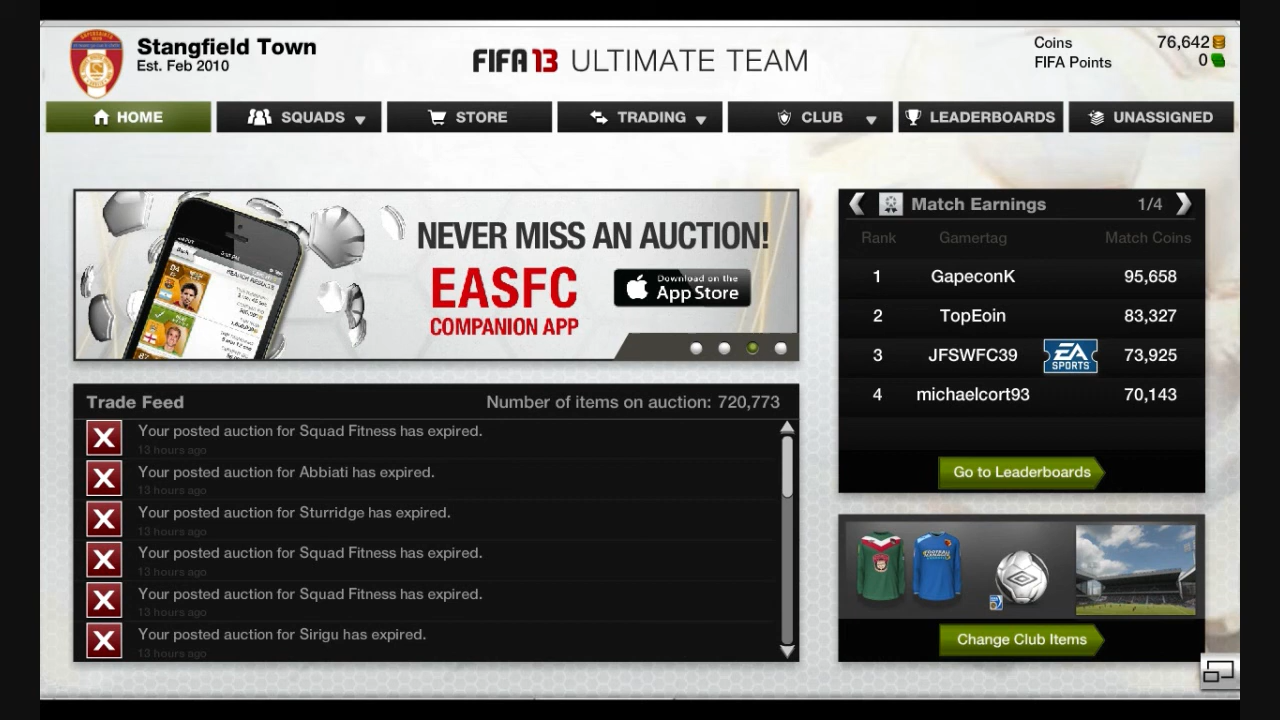 Stangfield Town
Est. Feb 2010
FIFA 13 ULTIMATE TEAM
Coins 76,642
FIFA Points 0
HOME SQUADS STORE TRADING CLUB LEADERBOARDS UNASSIGNED
NEVER MISS AN AUCTION!
EASFC
COMPANION APP
Download on the
App Store
Trade Feed Number of items on auction: 720,773
Your posted auction for Squad Fitness has expired.
13 hours ago
Your posted auction for Abbiati has expired.
13 hours ago
Your posted auction for Sturridge has expired.
13 hours ago
Your posted auction for Squad Fitness has expired.
13 hours ago
Your posted auction for Squad Fitness has expired.
13 hours ago
Your posted auction for Sirigu has expired.
13 hours ago
Match Earnings 1/4
Rank Gamertag Match Coins
1 GapeconK 95,658
2 TopEoin 83,327
3 JFSWFC39 EA SPORTS 73,925
4 michaelcort93 70,143
Go to Leaderboards
Change Club Items